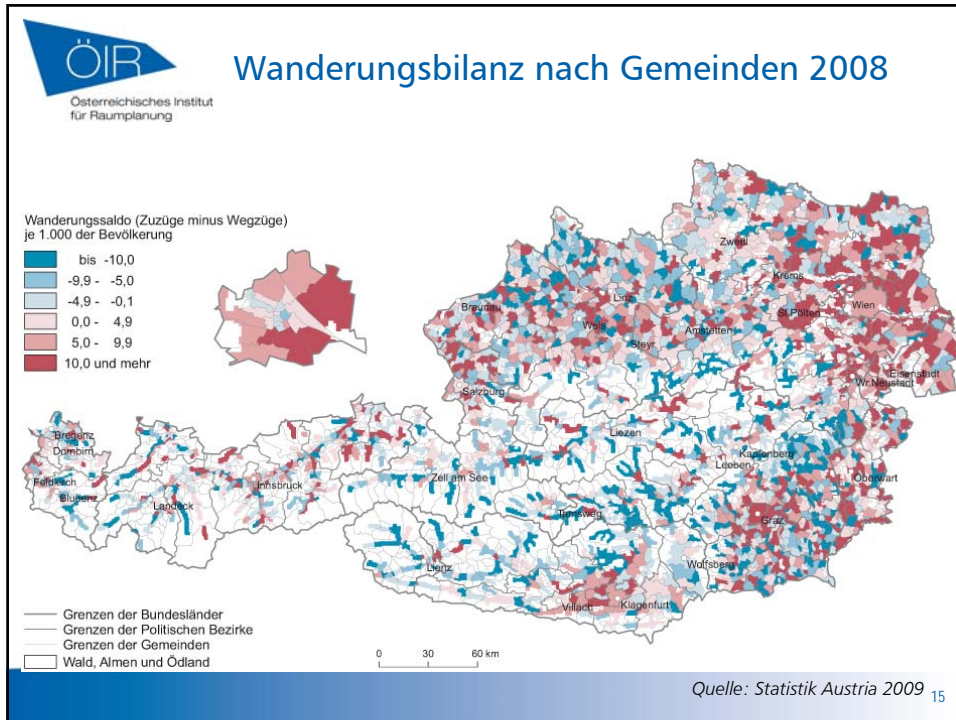 ÖIR
Österreichisches Institut
für Raumplanung
Wanderungsbilanz nach Gemeinden 2008
Wanderungssaldo (Zuzüge minus Wegzüge)
je 1.000 der Bevölkerung
bis -10,0
-9,9 - -5,0
-4,9 - -0,1
0,0 - 4,9
5,0 - 9,9
10,0 und mehr
Zwettl
Krems
Linz
Wien
Braunau
St.Pölten
Wels
Amstetten
Steyr
Eisenstadt
Wr.Neustadt
Salzburg
Liezen
Bregenz
Dornbirn
Kapfenberg
Leoben
Zell am See
Oberwart
Feldkirch
Innsbruck
Bludenz
Landeck
Tamsweg
Graz
Lienz
Wolfsberg
Villach
Klagenfurt
Grenzen der Bundesländer
Grenzen der Politischen Bezirke
Grenzen der Gemeinden
Wald, Almen und Ödland
0 30 60 km
Quelle: Statistik Austria 2009
15